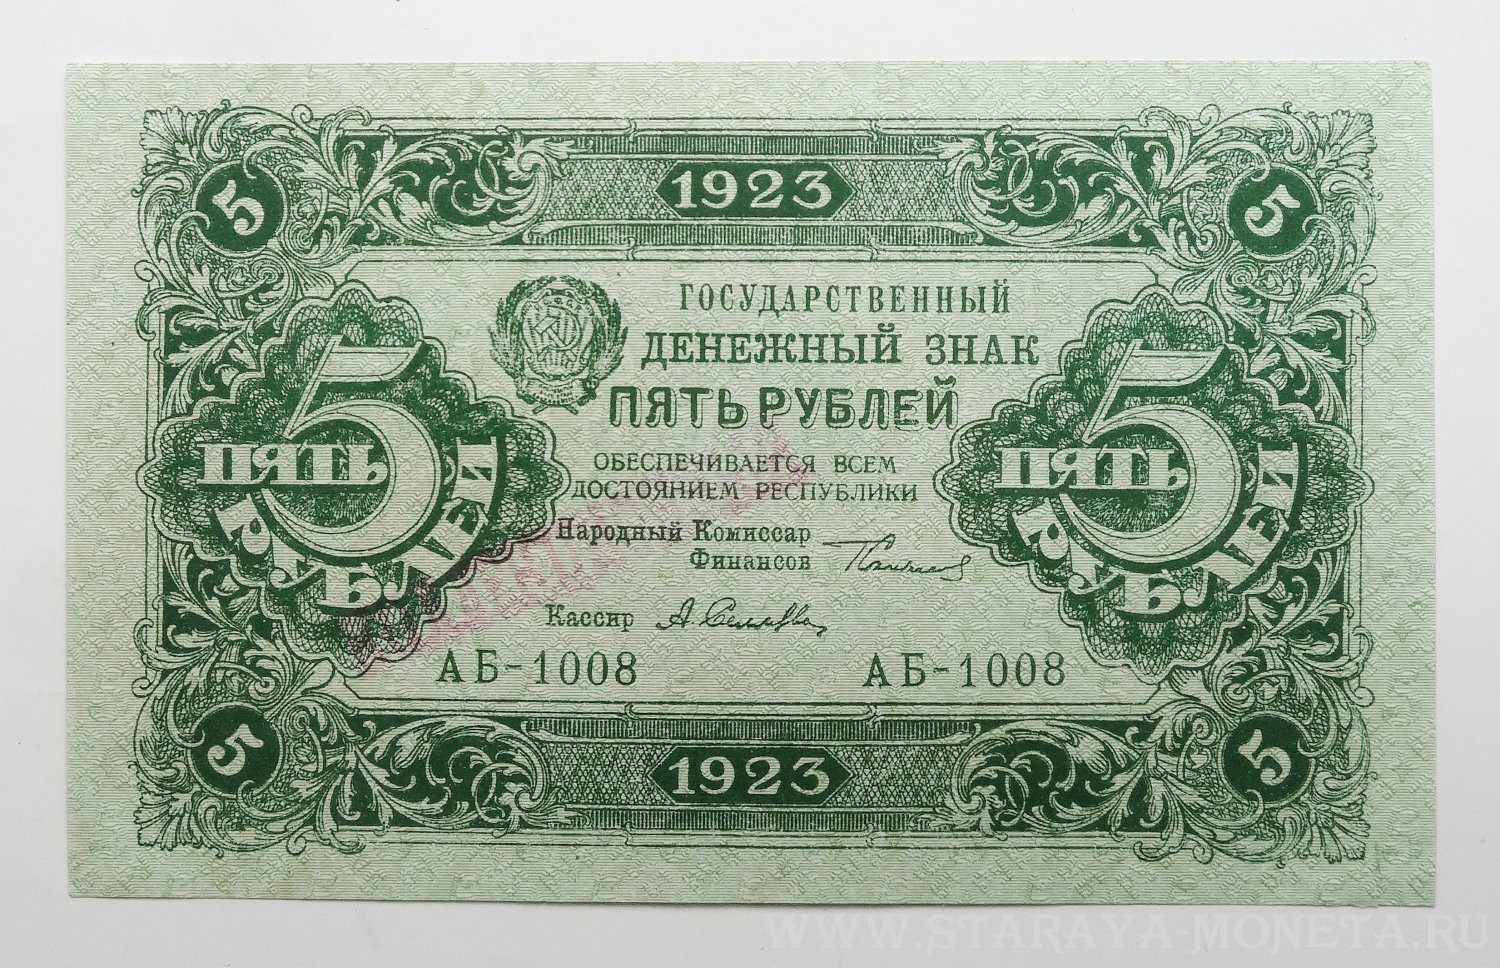 1923
5 5
ГОСУДАРСТВЕННЫЙ
ДЕНЕЖНЫЙ ЗНАК
ПЯТЬ РУБЛЕЙ
5 5
ПЯТЬ ПЯТЬ
РУБЛЕЙ РУБЛЕЙ
ОБЕСПЕЧИВАЕТСЯ ВСЕМ
ДОСТОЯНИЕМ РЕСПУБЛИКИ
Народный Комиссар
Финансов
Кассир
АБ-1008 АБ-1008
5 5
1923
WWW.STARAYA-MONETA.RU